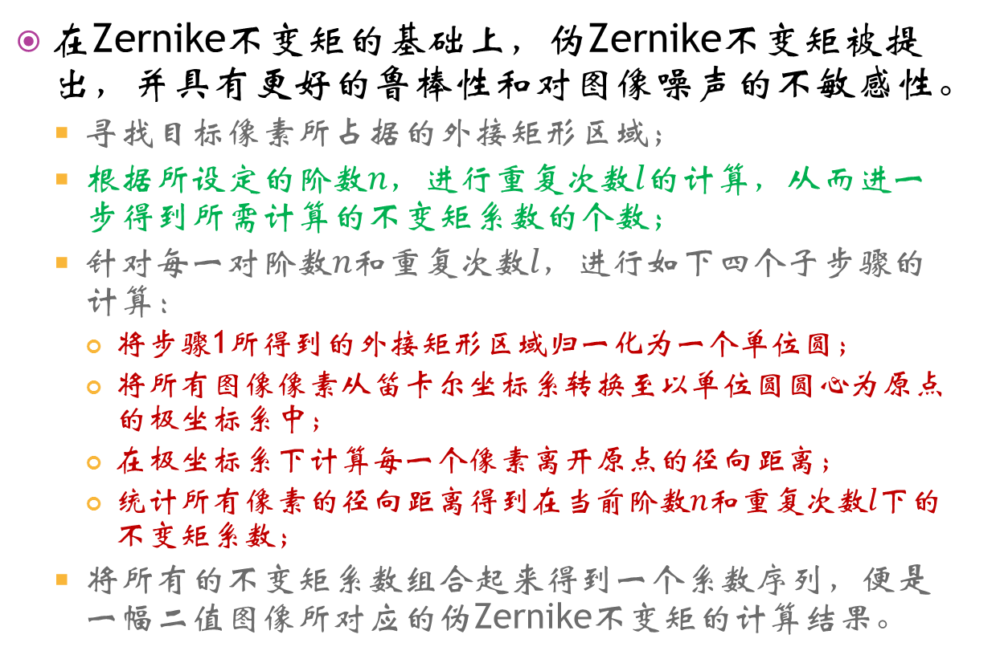 在Zernike不变矩的基础上，伪Zernike不变矩被提
出，并具有更好的鲁棒性和对图像噪声的不敏感性。
寻找目标像素所占据的外接矩形区域；
根据所设定的阶数n，进行重复次数l的计算，从而进一
步得到所需计算的不变矩系数的个数；
针对每一对阶数n和重复次数l，进行如下四个子步骤的
计算：
将步骤1所得到的外接矩形区域归一化为一个单位圆；
将所有图像像素从笛卡尔坐标系转换至以单位圆圆心为原点
的极坐标系中；
在极坐标系下计算每一个像素离开原点的径向距离；
统计所有像素的径向距离得到在当前阶数n和重复次数l下的
不变矩系数；
将所有的不变矩系数组合起来得到一个系数序列，便是
一幅二值图像所对应的伪Zernike不变矩的计算结果。